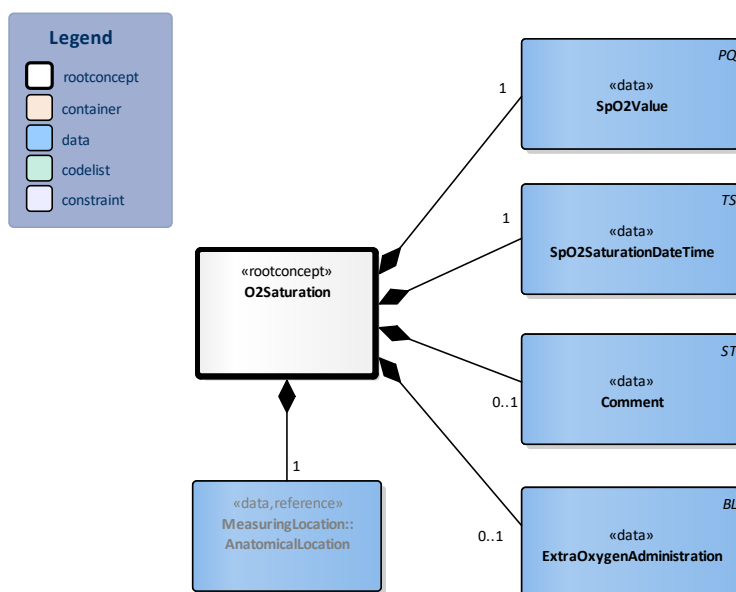 Legend
rootconcept
container
data
codelist
constraint
PQ
«data»
SpO2Value
1
TS
«data»
SpO2SaturationDateTime
1
«rootconcept»
O2Saturation
ST
«data»
Comment
0..1
BL
«data»
ExtraOxygenAdministration
0..1
1
«data,reference»
MeasuringLocation::
AnatomicalLocation